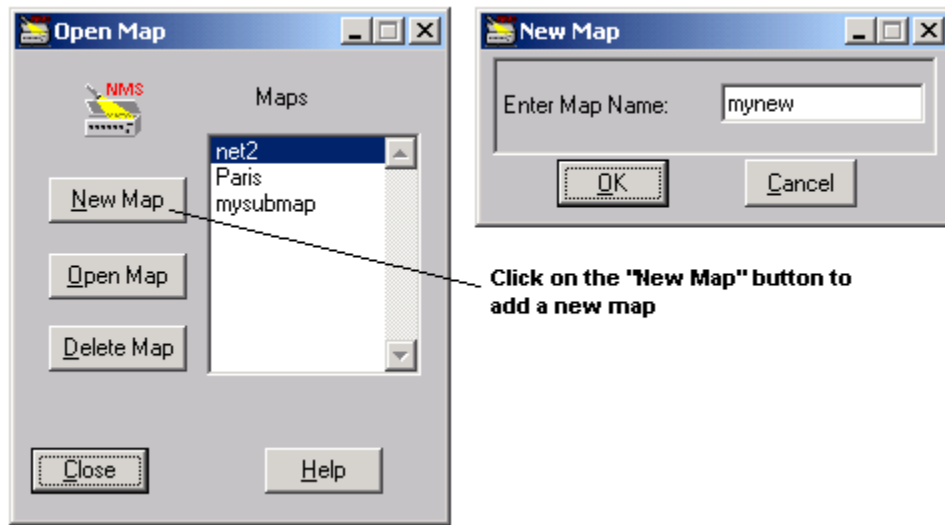 Open Map
NMS
Maps
net2
Paris
mysubmap
New Map
Open Map
Delete Map
Close
Help
New Map
Enter Map Name:
mynew
OK
Cancel
Click on the "New Map" button to
add a new map